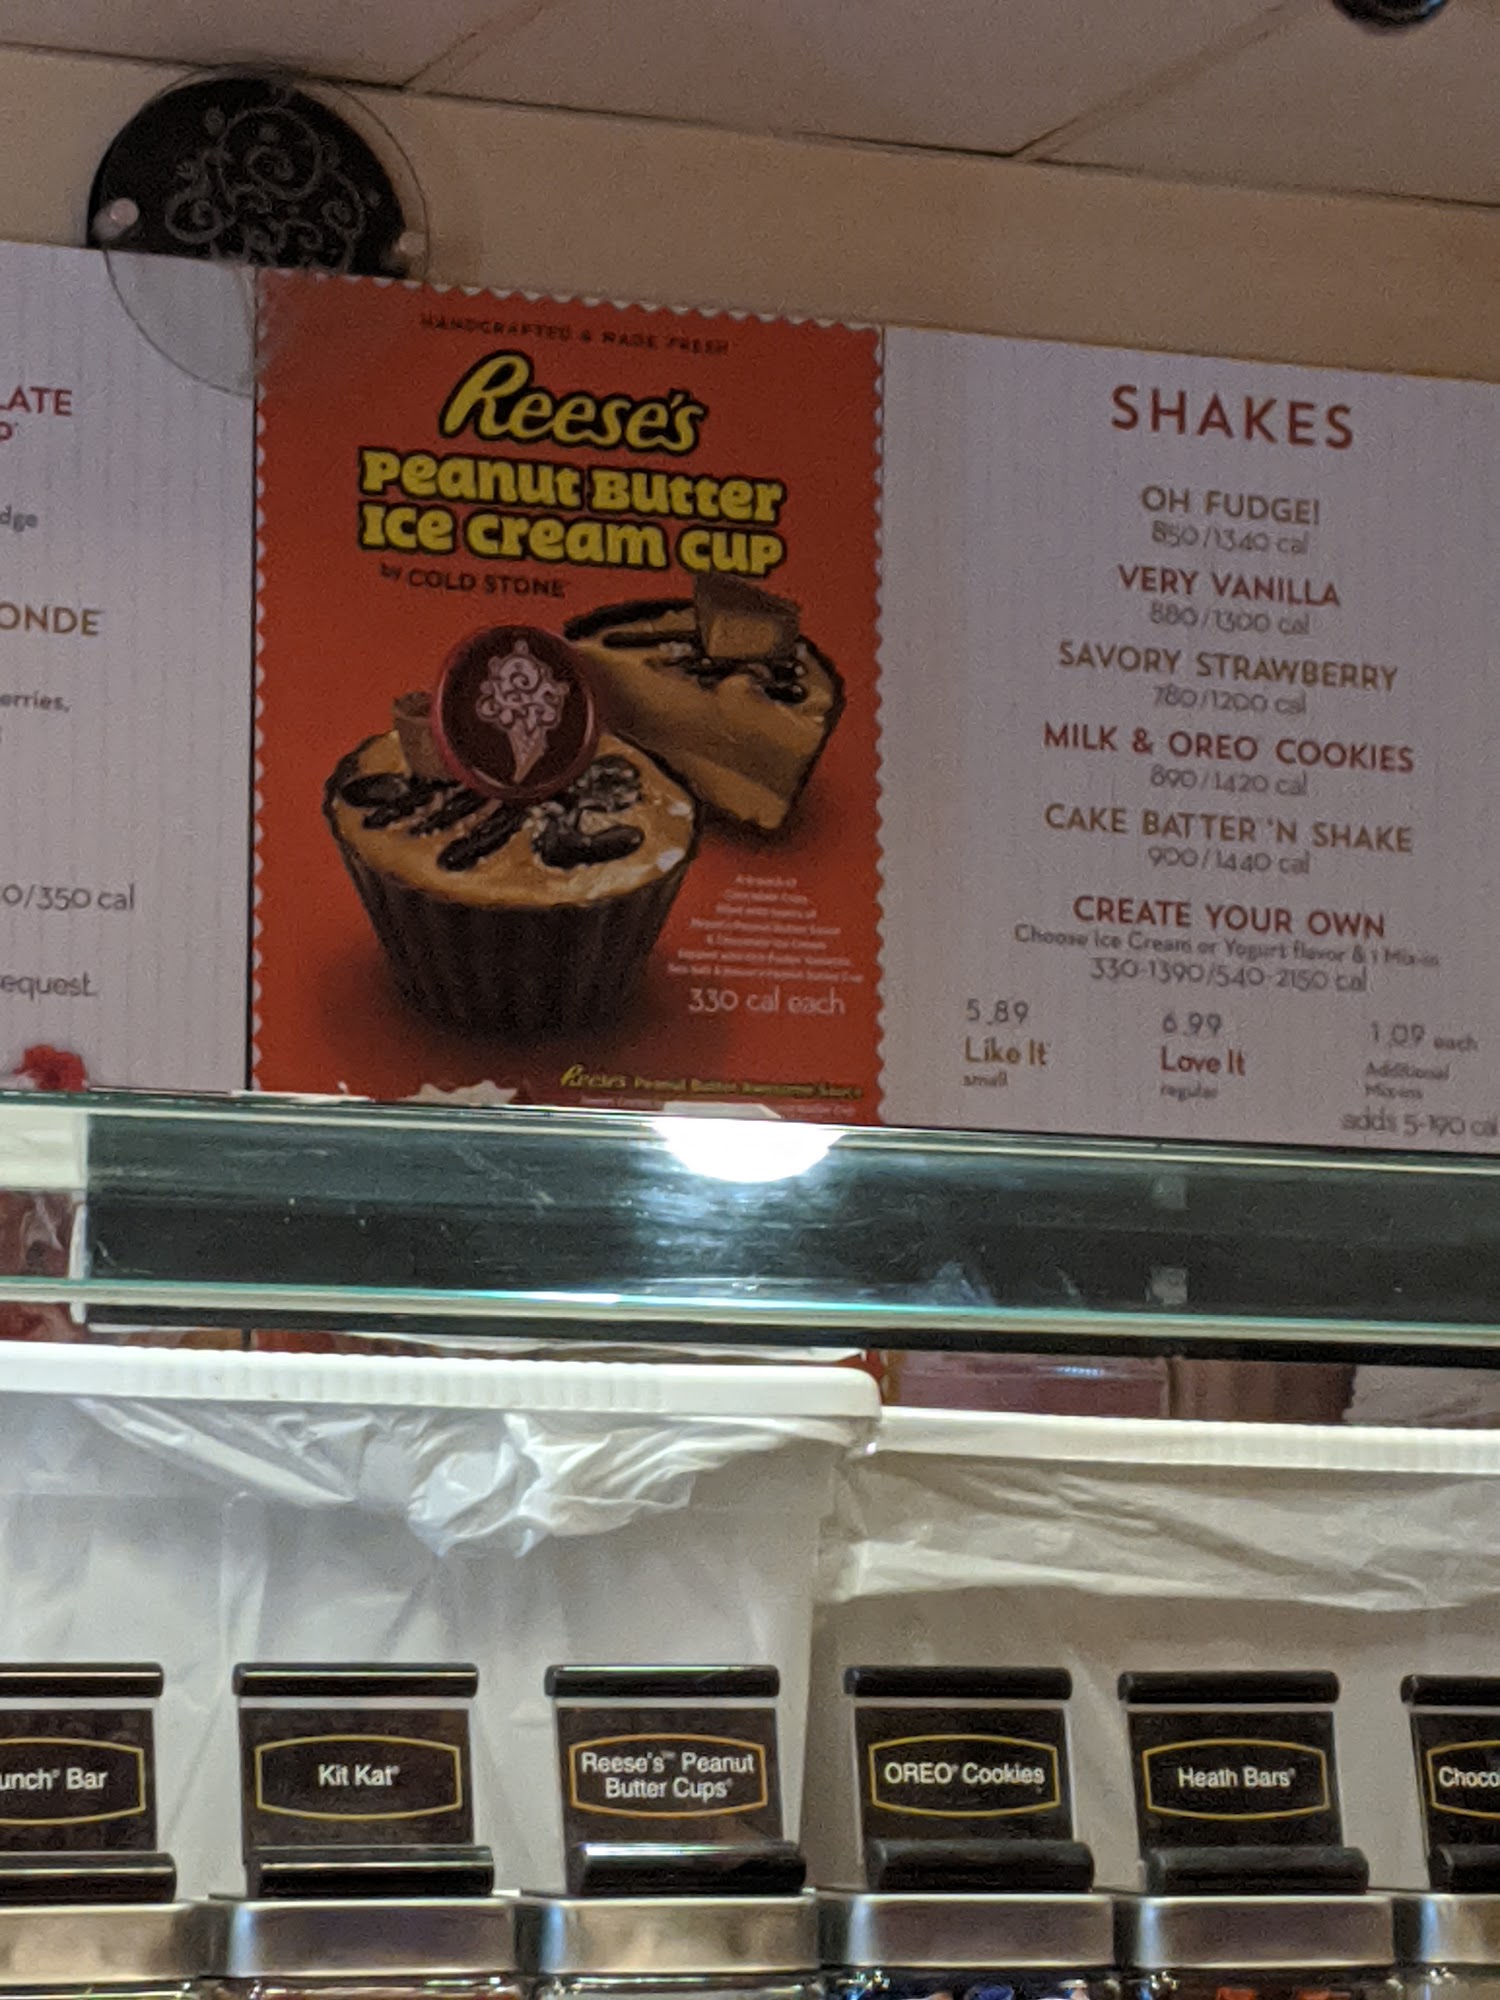 LATE
dge
ONDE
erries,
0/350 cal
equest.
HANDCRAFTED & MADE FRESH
Reese's
Peanut Butter
Ice Cream Cup
by COLD STONE
330 cal each
Reese's Peanut Butter
SHAKES
OH FUDGE!
850/1340 cal
VERY VANILLA
880/1300 cal
SAVORY STRAWBERRY
780/1200 cal
MILK & OREO COOKIES
890/1420 cal
CAKE BATTER 'N SHAKE
900/1440 cal
CREATE YOUR OWN
Choose Ice Cream or Yogurt flavor & 1 Mix-in
330-1390/540-2150 cal
5.89 6.99 1.09 each
Like It Love It Additional
small regular Mix-ins
adds 5-190 cal
unch® Bar
Kit Kat®
Reese's™ Peanut
Butter Cups®
OREO® Cookies
Heath Bars®
Choco